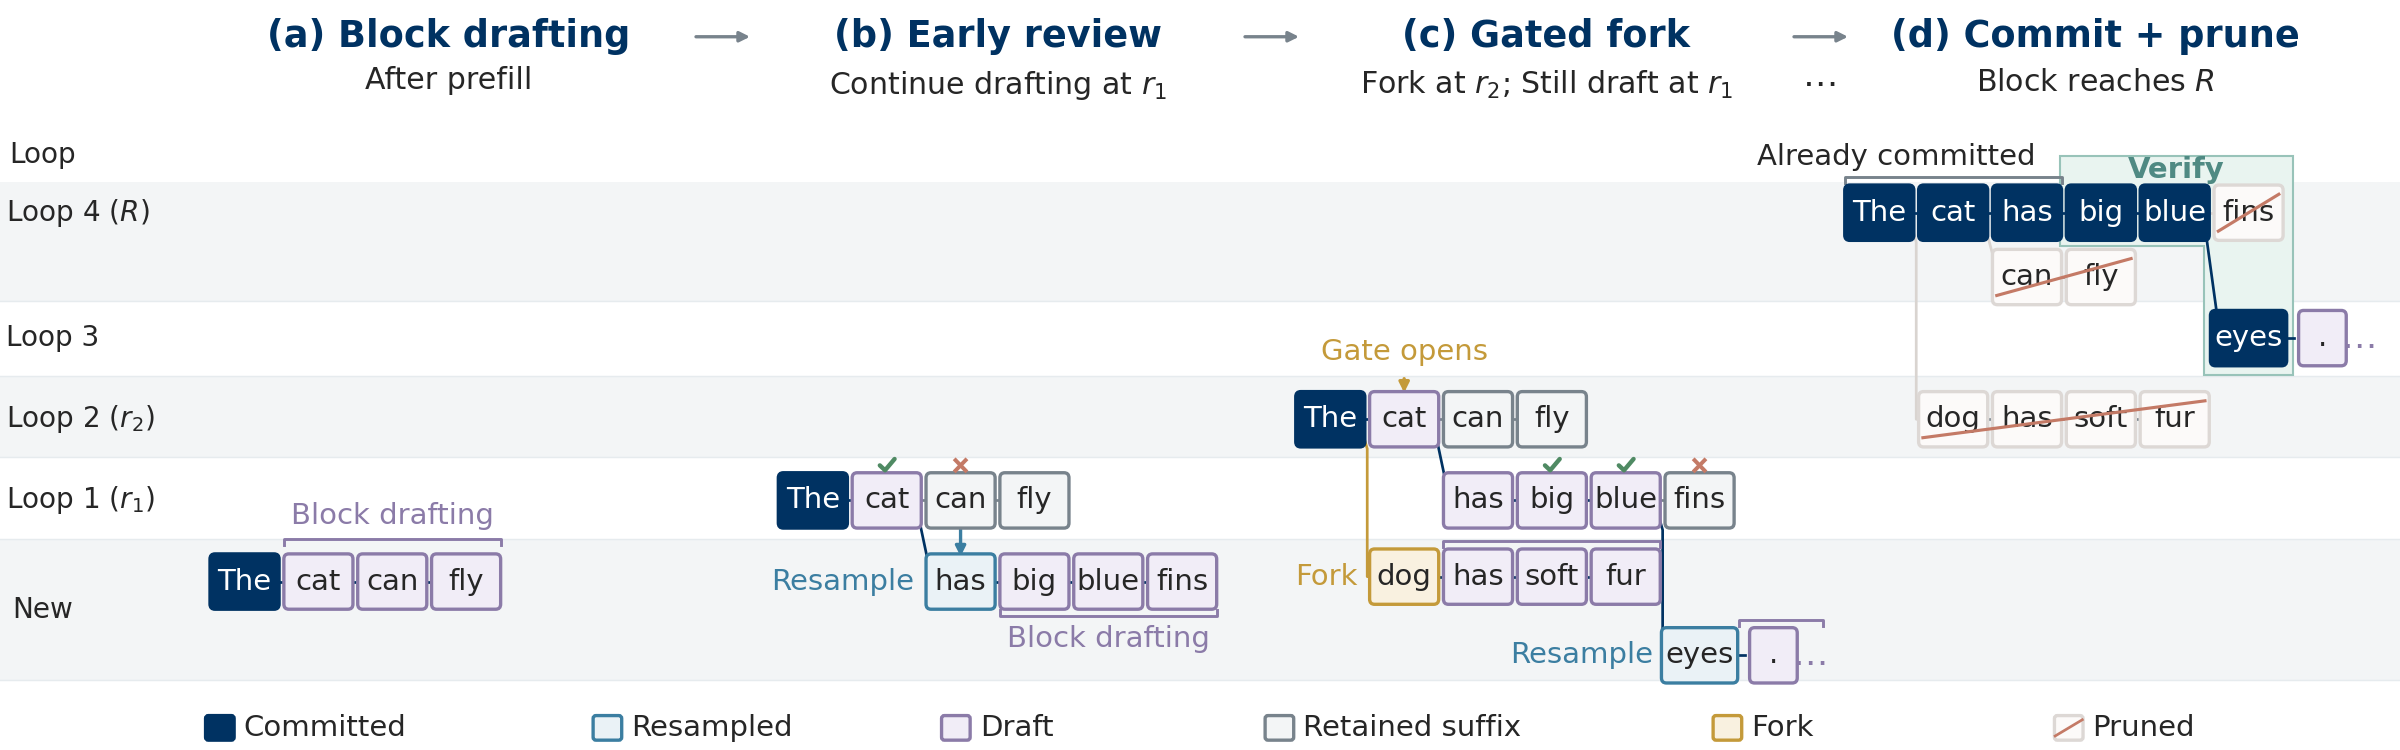 (a) Block drafting
After prefill
(b) Early review
Continue drafting at r1
(c) Gated fork
Fork at r2; Still draft at r1
...
(d) Commit + prune
Block reaches R
Loop
Already committed
Verify
Loop 4 (R)
The cat has big blue fins
can fly
Loop 3
eyes . ...
Gate opens
Loop 2 (r2)
The cat can fly
dog has soft fur
Loop 1 (r1)
The cat can fly
has big blue fins
Block drafting
New
The cat can fly
Resample has big blue fins
Block drafting
Fork dog has soft fur
Resample eyes . ...
Committed
Resampled
Draft
Retained suffix
Fork
Pruned